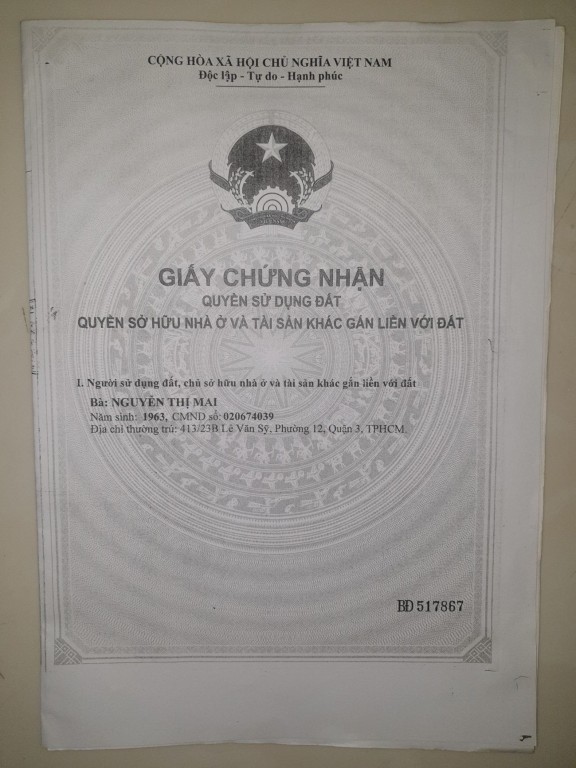 CỘNG HÒA XÃ HỘI CHỦ NGHĨA VIỆT NAM
Độc lập - Tự do - Hạnh phúc
GIẤY CHỨNG NHẬN
QUYỀN SỬ DỤNG ĐẤT
QUYỀN SỞ HỮU NHÀ Ở VÀ TÀI SẢN KHÁC GẮN LIỀN VỚI ĐẤT
I. Người sử dụng đất, chủ sở hữu nhà ở và tài sản khác gắn liền với đất
Bà: NGUYỄN THỊ MAI
Năm sinh: 1963, CMND số: 020674039
Địa chỉ thường trú: 413/23B Lê Văn Sỹ, Phường 12, Quận 3, TPHCM.
BĐ 517867